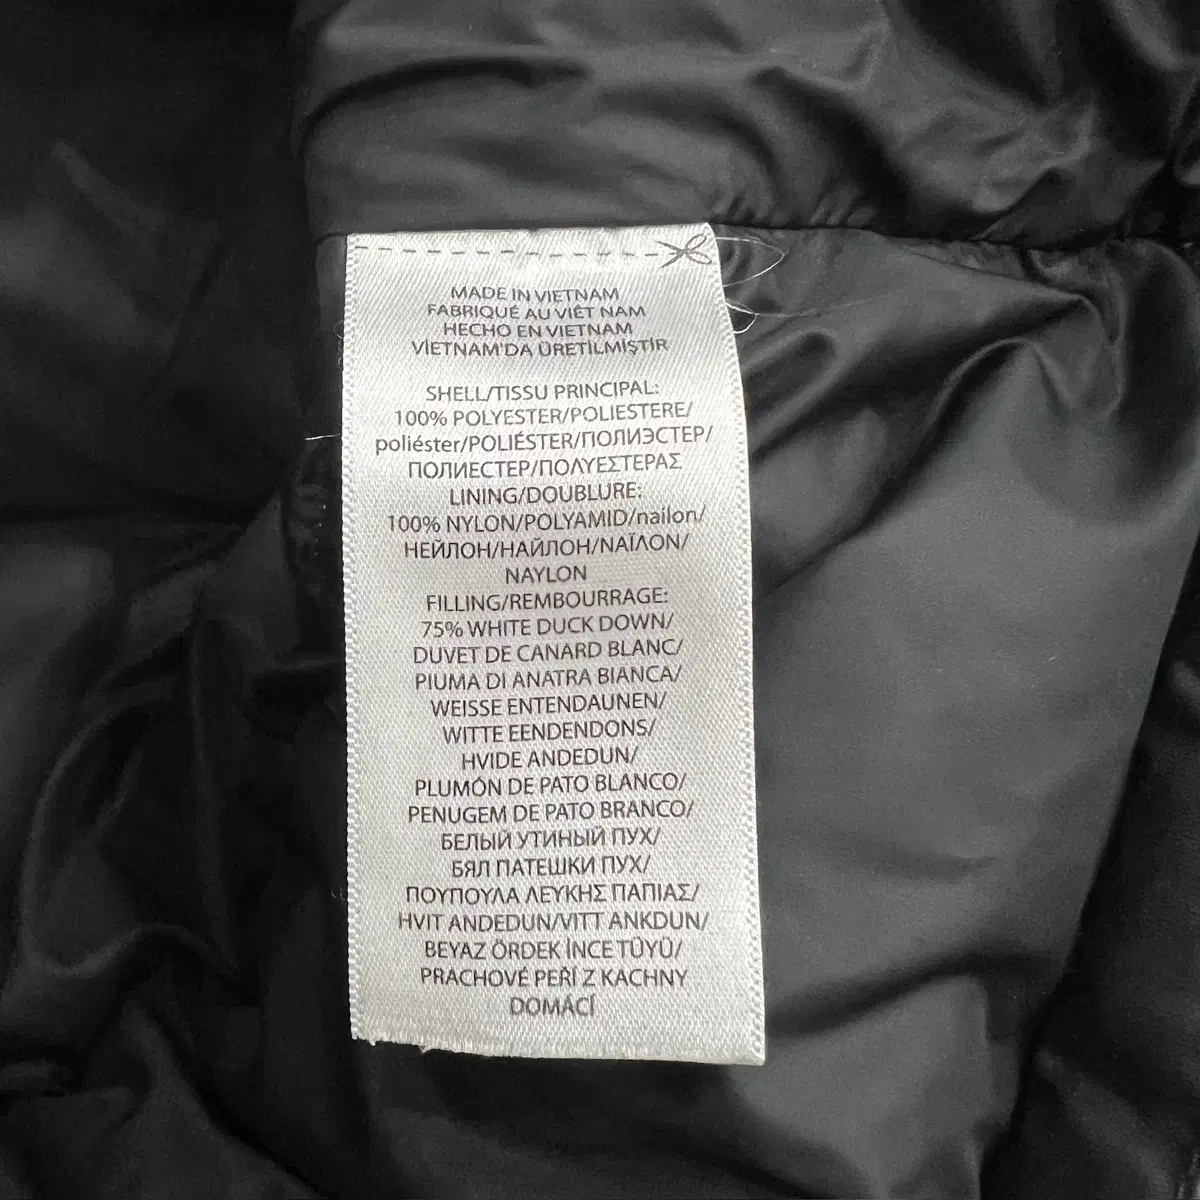 MADE IN VIETNAM
FABRIQUÉ AU VIÊT NAM
HECHO EN VIETNAM
VİETNAM'DA ÜRETİLMİŞTİR
SHELL/TISSU PRINCIPAL:
100% POLYESTER/POLIESTERE/
poliéster/POLIÉSTER/ПОЛИЭСТЕР/
ПОЛИЕСТЕР/ΠΟΛΥΕΣΤΕΡΑΣ
LINING/DOUBLURE:
100% NYLON/POLYAMID/nailon/
НЕЙЛОН/НАЙЛОН/ΝΑΪΛΟΝ/
NAYLON
FILLING/REMBOURRAGE:
75% WHITE DUCK DOWN/
DUVET DE CANARD BLANC/
PIUMA DI ANATRA BIANCA/
WEISSE ENTENDAUNEN/
WITTE EENDENDONS/
HVIDE ANDEDUN/
PLUMÓN DE PATO BLANCO/
PENUGEM DE PATO BRANCO/
БЕЛЫЙ УТИНЫЙ ПУХ/
БЯЛ ПАТЕШКИ ПУХ/
ΠΟΥΠΟΥΛΑ ΛΕΥΚΗΣ ΠΑΠΙΑΣ/
HVIT ANDEDUN/VITT ANKDUN/
BEYAZ ÖRDEK İNCE TÜYÜ/
PRACHOVÉ PEŘÍ Z KACHNY
DOMÁCÍ